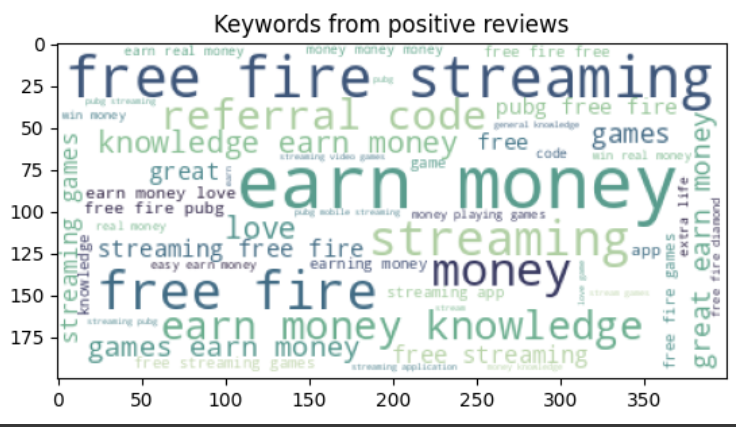 Keywords from positive reviews
0
25
50
75
100
125
150
175
earn real money
money money money
free fire free
free fire streaming
pubg
pubg streaming
referral code
pubg free fire
win money
general knowledge
games
knowledge earn money
free
code
win real money
streaming video games
game
great
earn
earn money
earn money love
free fire pubg
pubg mobile streaming
money playing games
real money
love
streaming
app
streaming free fire
easy earn money
earning money
money
free fire
streaming app
love game
stream games
stream
streaming pubg
earn money knowledge
games earn money
free streaming
free streaming games
streaming application
money knowledge
streaming games
knowledge
extra life
free fire diamond
great earn money
free fire games
0
50
100
150
200
250
300
350